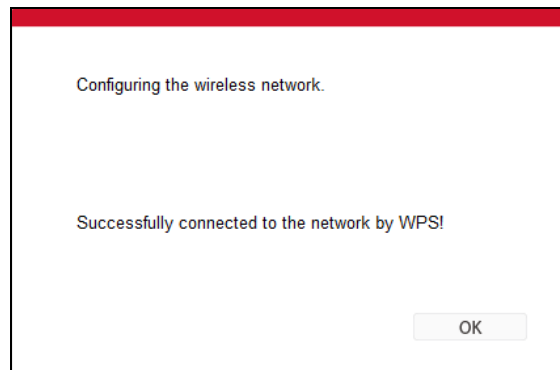 Configuring the wireless network.
Successfully connected to the network by WPS!
OK